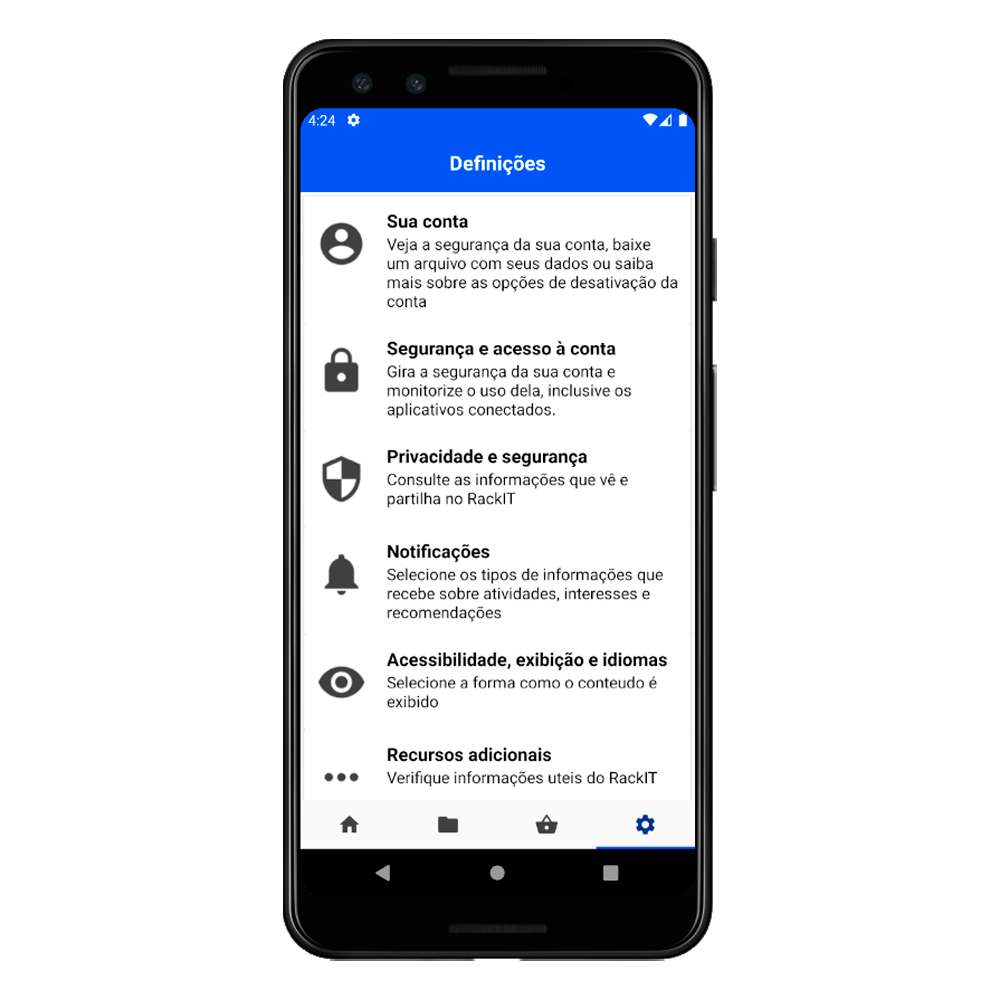 4:24
Definições
Sua conta
Veja a segurança da sua conta, baixe
um arquivo com seus dados ou saiba
mais sobre as opções de desativação da
conta
Segurança e acesso à conta
Gira a segurança da sua conta e
monitorize o uso dela, inclusive os
aplicativos conectados.
Privacidade e segurança
Consulte as informações que vê e
partilha no RackIT
Notificações
Selecione os tipos de informações que
recebe sobre atividades, interesses e
recomendações
Acessibilidade, exibição e idiomas
Selecione a forma como o conteudo é
exibido
Recursos adicionais
Verifique informações uteis do RackIT